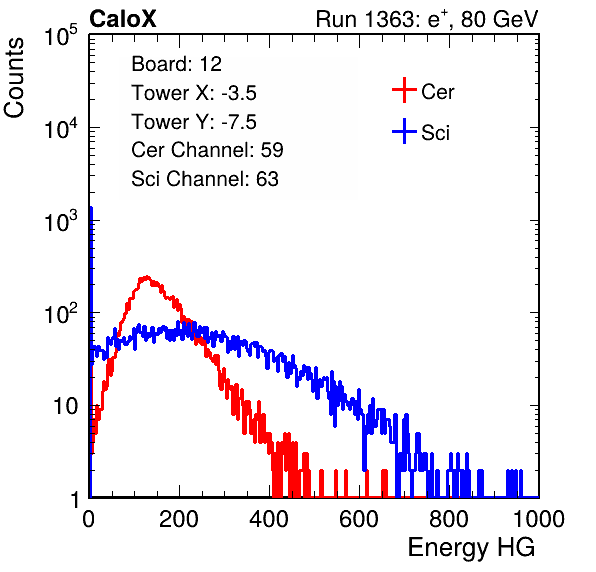 CaloX Run 1363: e⁺, 80 GeV
Counts
Board: 12
Tower X: -3.5
Tower Y: -7.5
Cer Channel: 59
Sci Channel: 63
Cer
Sci
10⁵
10⁴
10³
10²
10
1
0 200 400 600 800 1000
Energy HG